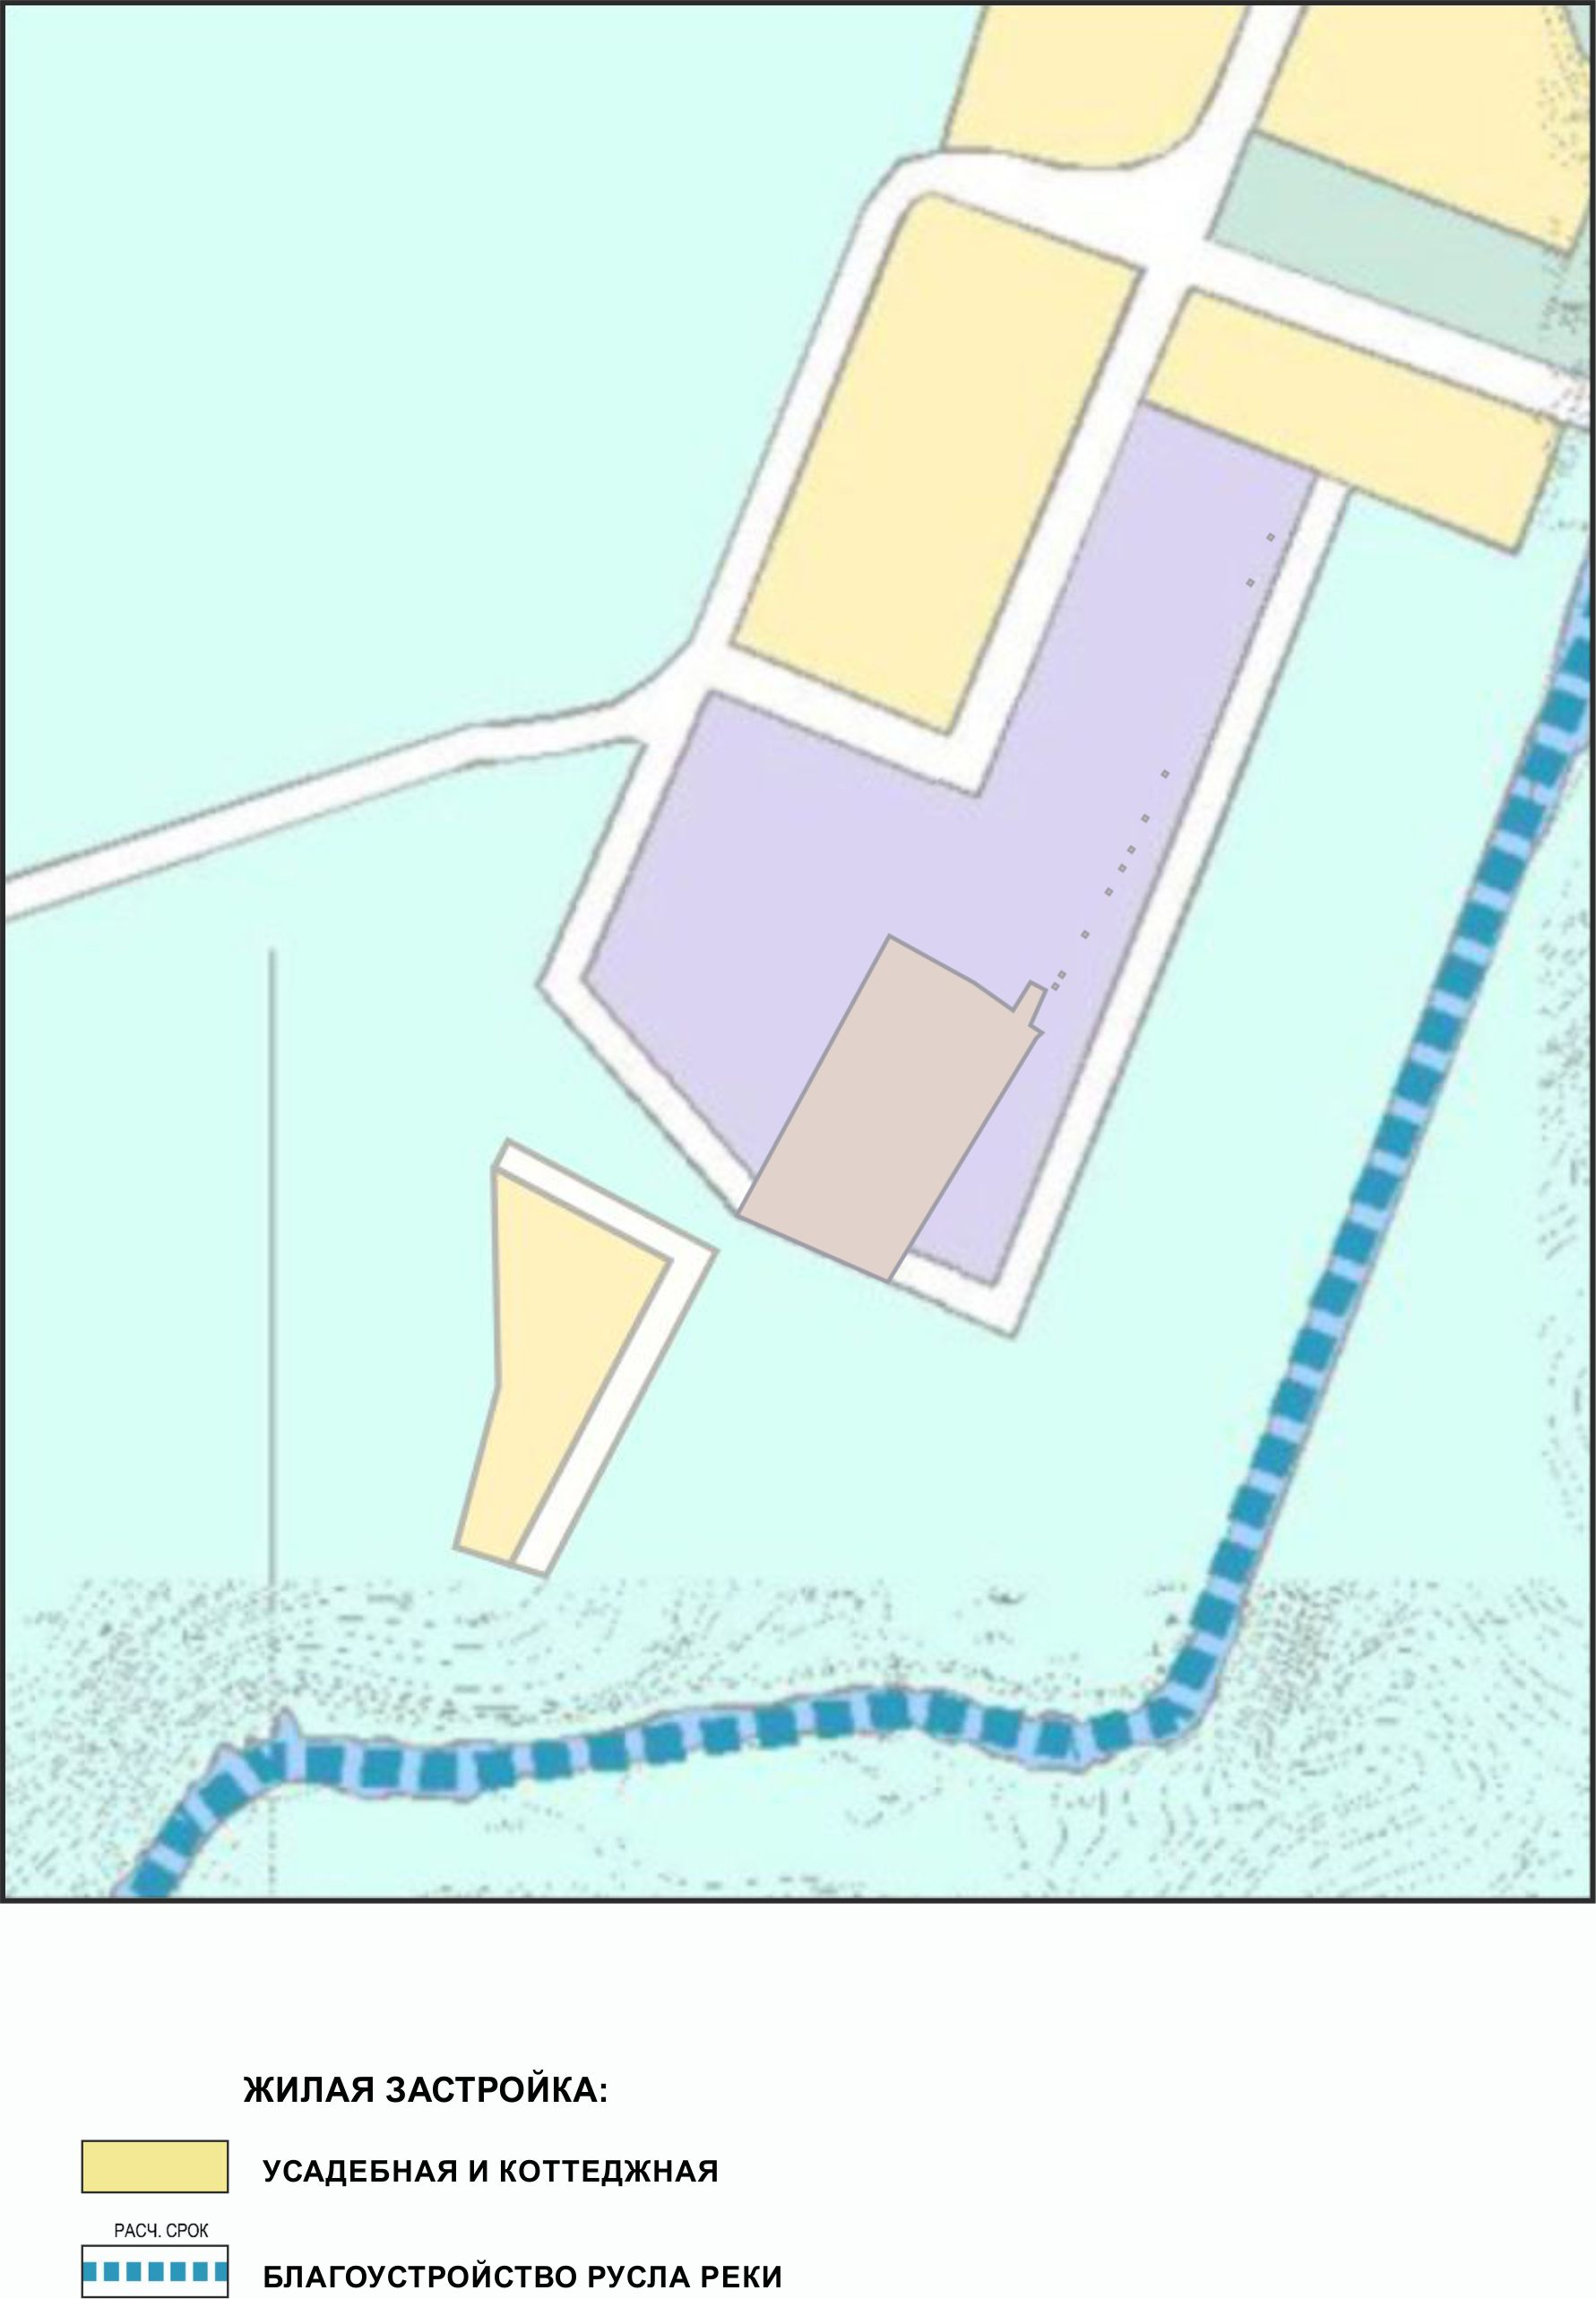 ЖИЛАЯ ЗАСТРОЙКА:
УСАДЕБНАЯ И КОТТЕДЖНАЯ
РАСЧ. СРОК
БЛАГОУСТРОЙСТВО РУСЛА РЕКИ